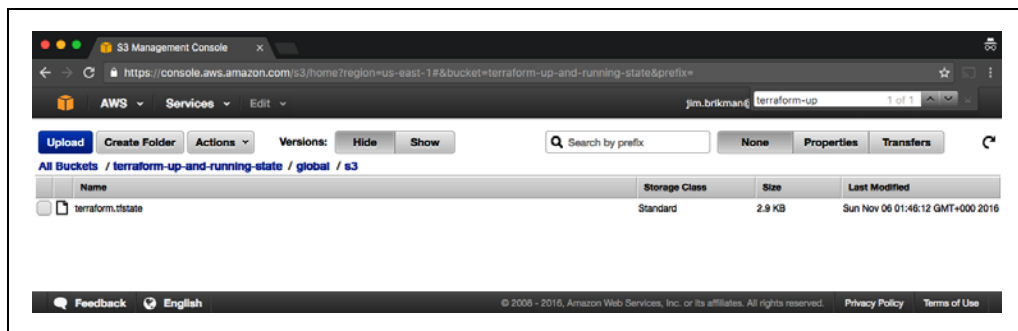 S3 Management Console ×
https://console.aws.amazon.com/s3/home?region=us-east-1#&bucket=terraform-up-and-running-state&prefix=
AWS Services Edit jim.brikman@ terraform-up 1 of 1
Upload Create Folder Actions Versions: Hide Show Search by prefix None Properties Transfers
All Buckets / terraform-up-and-running-state / global / s3
Name Storage Class Size Last Modified
terraform.tfstate Standard 2.9 KB Sun Nov 06 01:46:12 GMT+000 2016
Feedback English © 2008 - 2016, Amazon Web Services, Inc. or its affiliates. All rights reserved. Privacy Policy Terms of Use